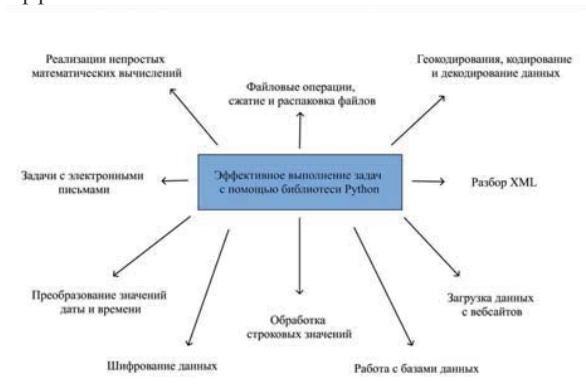 Реализации непростых
математических вычислений
Файловые операции,
сжатие и распаковка файлов
Геокодирования, кодирование
и декодирование данных
Задачи с электронными
письмами
Эффективное выполнение задач
с помощью библиотеси Python
Разбор XML
Преобразование значений
даты и времени
Обработка
строковых значений
Загрузка данных
с вебсайтов
Шифрование данных
Работа с базами данных